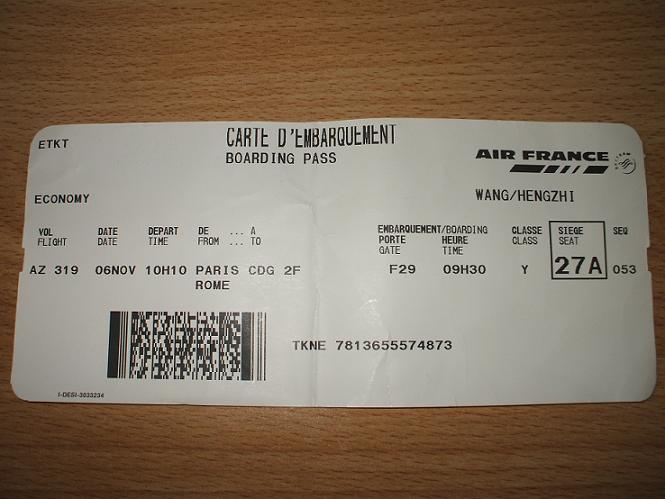 ETKT
CARTE D'EMBARQUEMENT
BOARDING PASS
AIR FRANCE
ECONOMY
WANG/HENGZHI
VOL DATE DEPART DE ... A
FLIGHT DATE TIME FROM ... TO
EMBARQUEMENT/BOARDING CLASSE SIEGE SEQ
PORTE HEURE CLASS SEAT
GATE TIME
AZ 319 06NOV 10H10 PARIS CDG 2F F29 09H30 Y 27A 053
ROME
TKNE 7813655574873
I-DESI-3033234